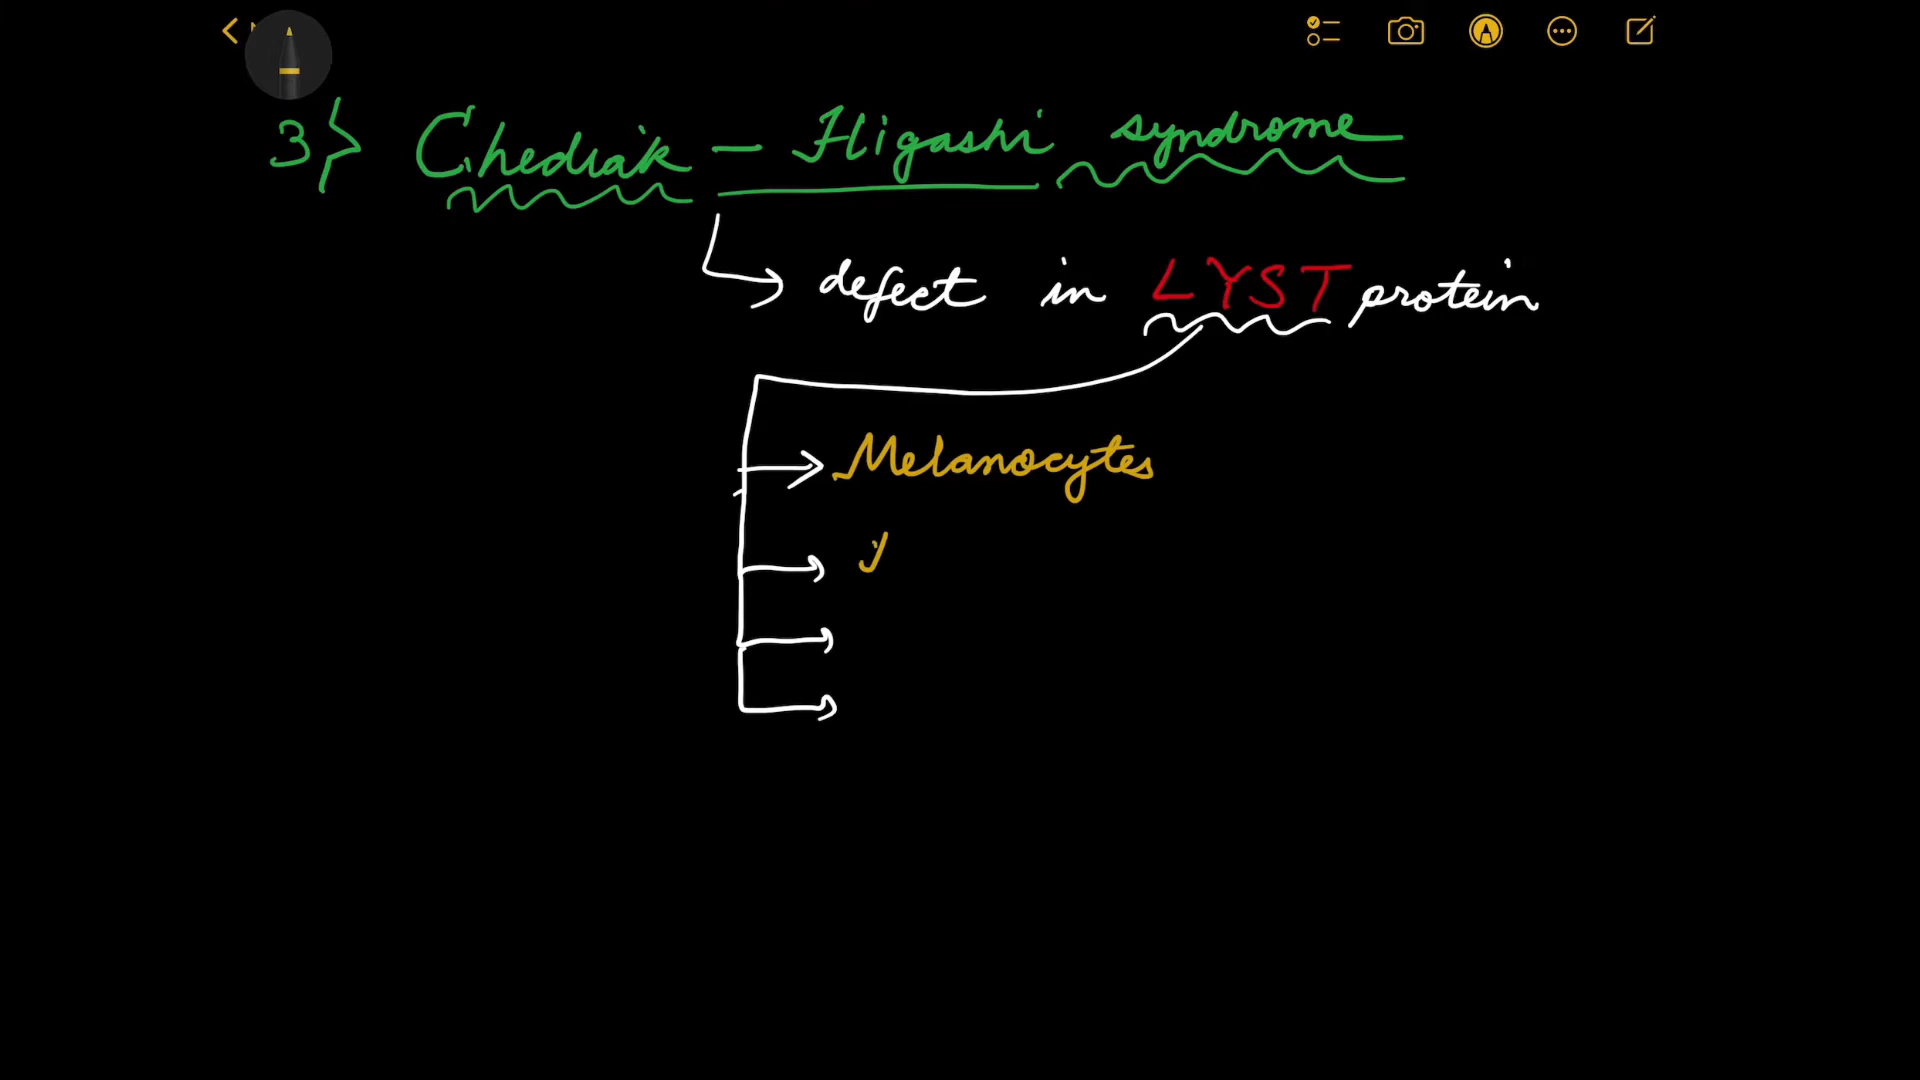 3> Chediak - Higashi syndrome
defect in LYST protein
Melanocytes